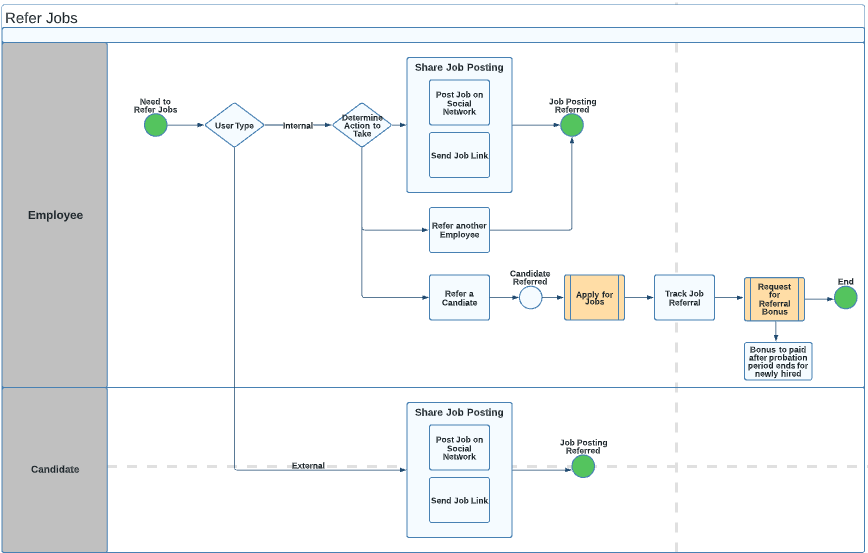 Refer Jobs
Employee
Need to
Refer Jobs
User Type
Internal
Determine
Action to
Take
Share Job Posting
Post Job on
Social
Network
Send Job Link
Job Posting
Referred
Refer another
Employee
Refer a
Candiate
Candidate
Referred
Apply for
Jobs
Track Job
Referral
Request
for
Referral
Bonus
End
Bonus to paid
after probation
period ends for
newly hired
Candidate
External
Share Job Posting
Post Job on
Social
Network
Send Job Link
Job Posting
Referred